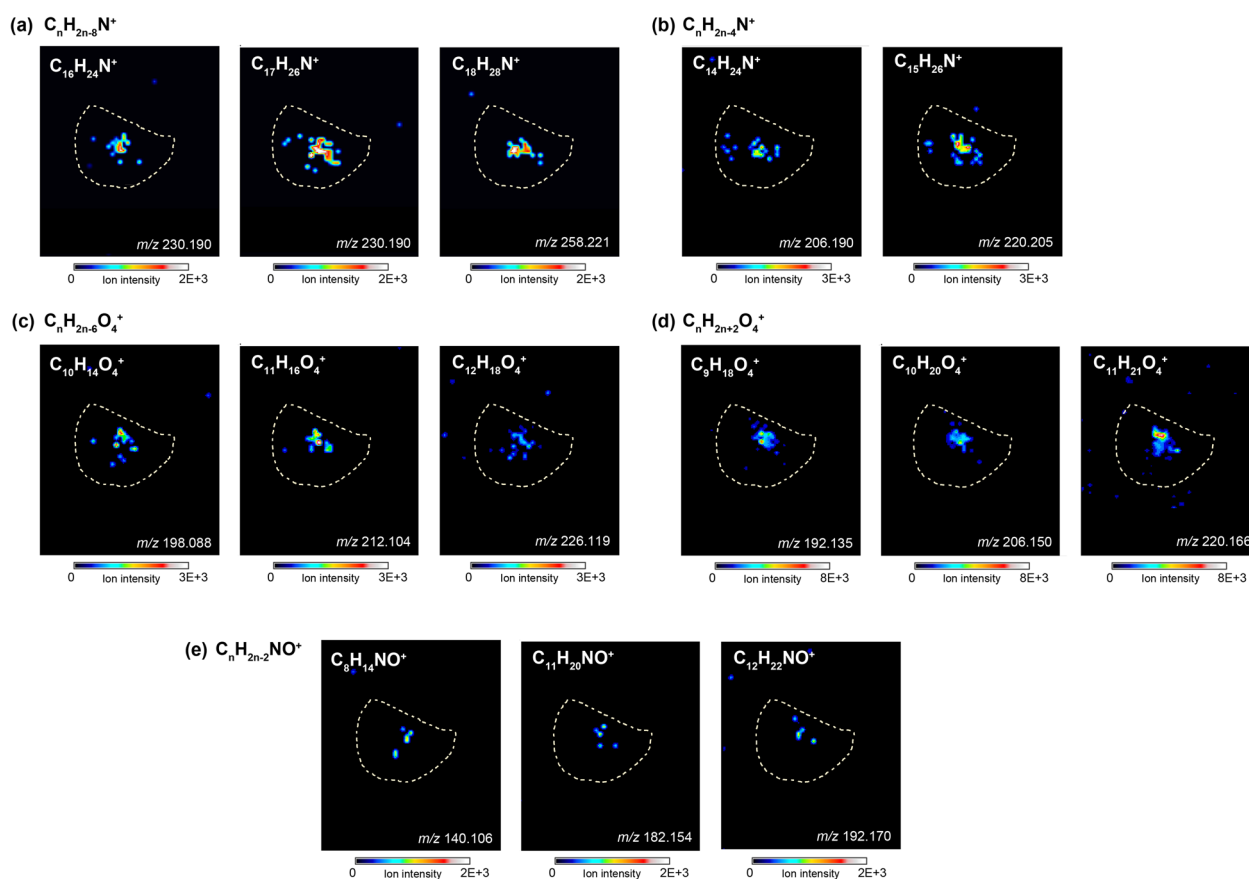 (a) CₙH₂ₙ₋₈N⁺
C₁₆H₂₄N⁺ C₁₇H₂₆N⁺ C₁₈H₂₈N⁺
m/z 230.190 m/z 230.190 m/z 258.221
0 Ion intensity 2E+3 0 Ion intensity 2E+3 0 Ion intensity 2E+3
(b) CₙH₂ₙ₋₄N⁺
C₁₄H₂₄N⁺ C₁₅H₂₆N⁺
m/z 206.190 m/z 220.205
0 Ion intensity 3E+3 0 Ion intensity 3E+3
(c) CₙH₂ₙ₋₆O₄⁺
C₁₀H₁₄O₄⁺ C₁₁H₁₆O₄⁺ C₁₂H₁₈O₄⁺
m/z 198.088 m/z 212.104 m/z 226.119
0 Ion intensity 3E+3 0 Ion intensity 3E+3 0 Ion intensity 3E+3
(d) CₙH₂ₙ₊₂O₄⁺
C₉H₁₈O₄⁺ C₁₀H₂₀O₄⁺ C₁₁H₂₁O₄⁺
m/z 192.135 m/z 206.150 m/z 220.166
0 Ion intensity 8E+3 0 Ion intensity 8E+3 0 Ion intensity 8E+3
(e) CₙH₂ₙ₋₂NO⁺
C₈H₁₄NO⁺ C₁₁H₂₀NO⁺ C₁₂H₂₂NO⁺
m/z 140.106 m/z 182.154 m/z 192.170
0 Ion intensity 2E+3 0 Ion intensity 2E+3 0 Ion intensity 2E+3